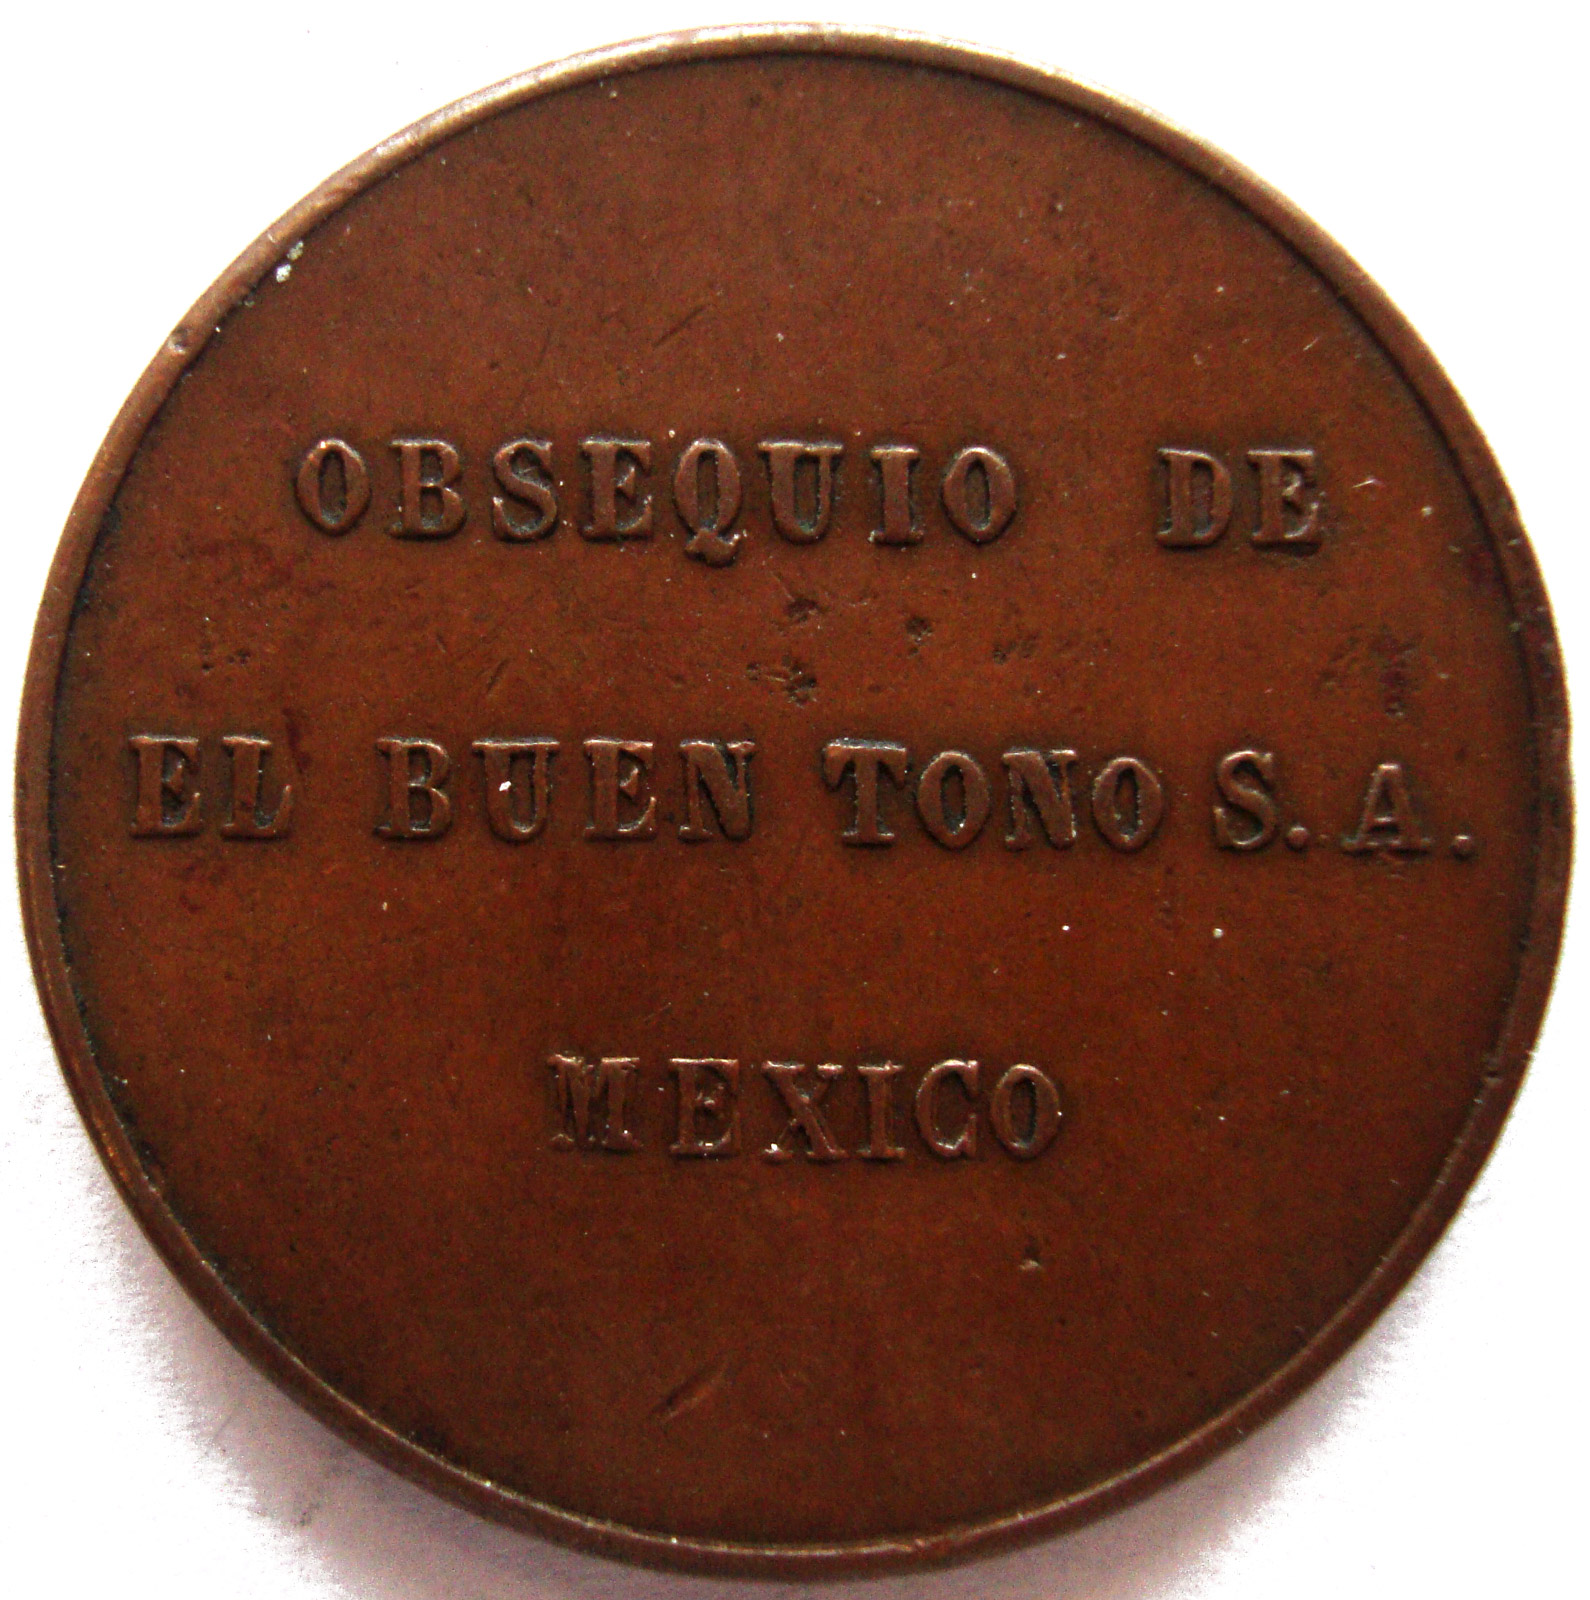 OBSEQUIO DE
EL BUEN TONO S.A.
MEXICO